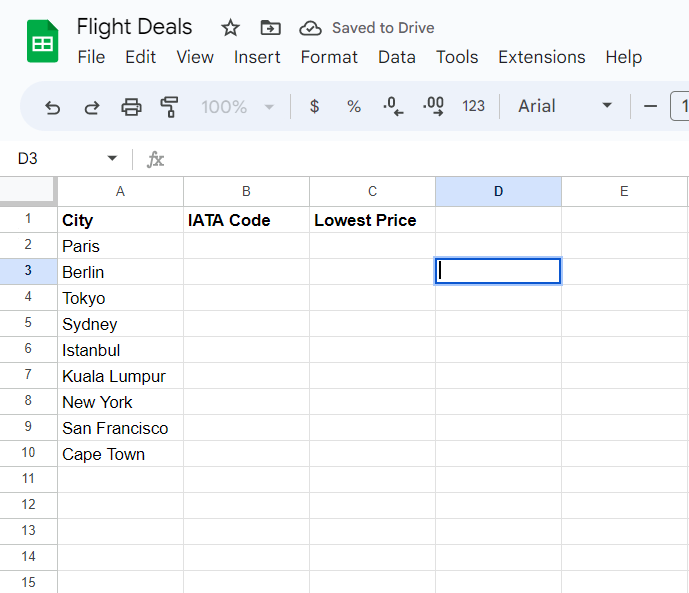 Flight Deals Saved to Drive
File Edit View Insert Format Data Tools Extensions Help
100% $ % .0 .00 123 Arial 1
D3 fx
A B C D E
1 City IATA Code Lowest Price
2 Paris
3 Berlin
4 Tokyo
5 Sydney
6 Istanbul
7 Kuala Lumpur
8 New York
9 San Francisco
10 Cape Town
11
12
13
14
15